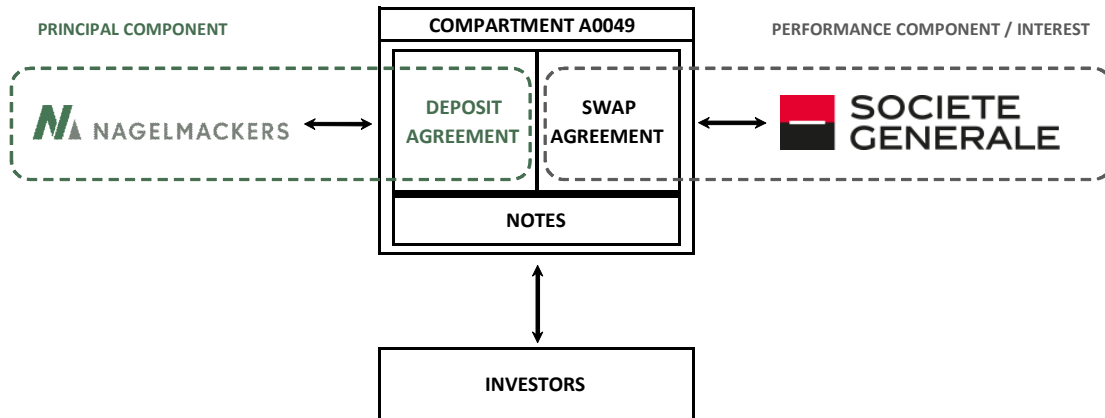 COMPARTMENT A0049
PRINCIPAL COMPONENT
PERFORMANCE COMPONENT / INTEREST
NAGELMACKERS
DEPOSIT
AGREEMENT
SWAP
AGREEMENT
SOCIETE
GENERALE
NOTES
INVESTORS